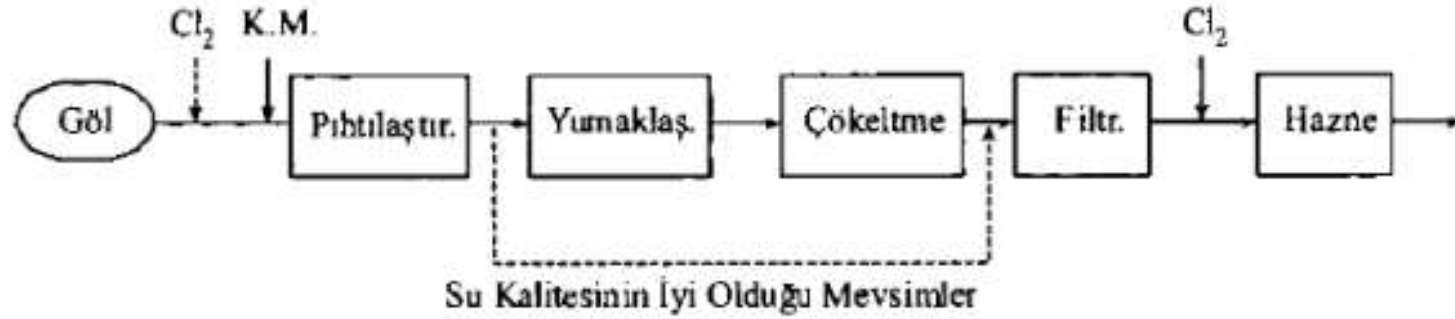 Cl₂ K.M. Cl₂
Göl Pıhtılaştır. Yumaklaş. Çökeltme Filtr. Hazne
Su Kalitesinin İyi Olduğu Mevsimler